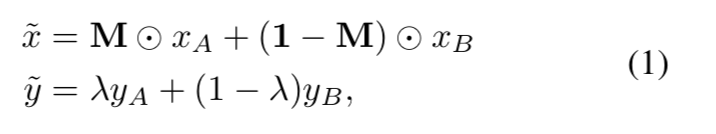 x̃ = M ⊙ x_A + (1 − M) ⊙ x_B
ỹ = λy_A + (1 − λ)y_B,
(1)